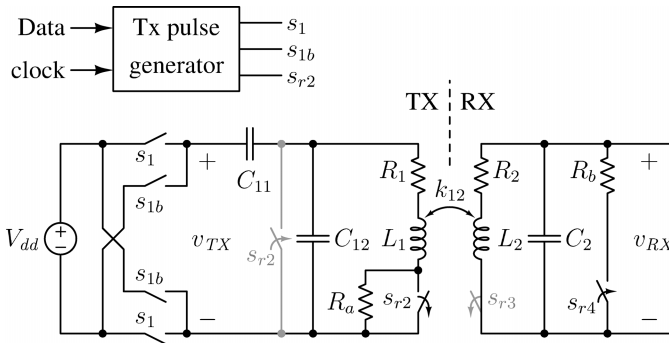 Data
clock
Tx pulse
generator
s1
s1b
sr2
TX
RX
s1
s1b
s1b
s1
Vdd
+
−
+
vTX
−
C11
sr2
C12
R1
L1
k12
Ra
sr2
R2
L2
sr3
C2
Rb
sr4
+
vRX
−